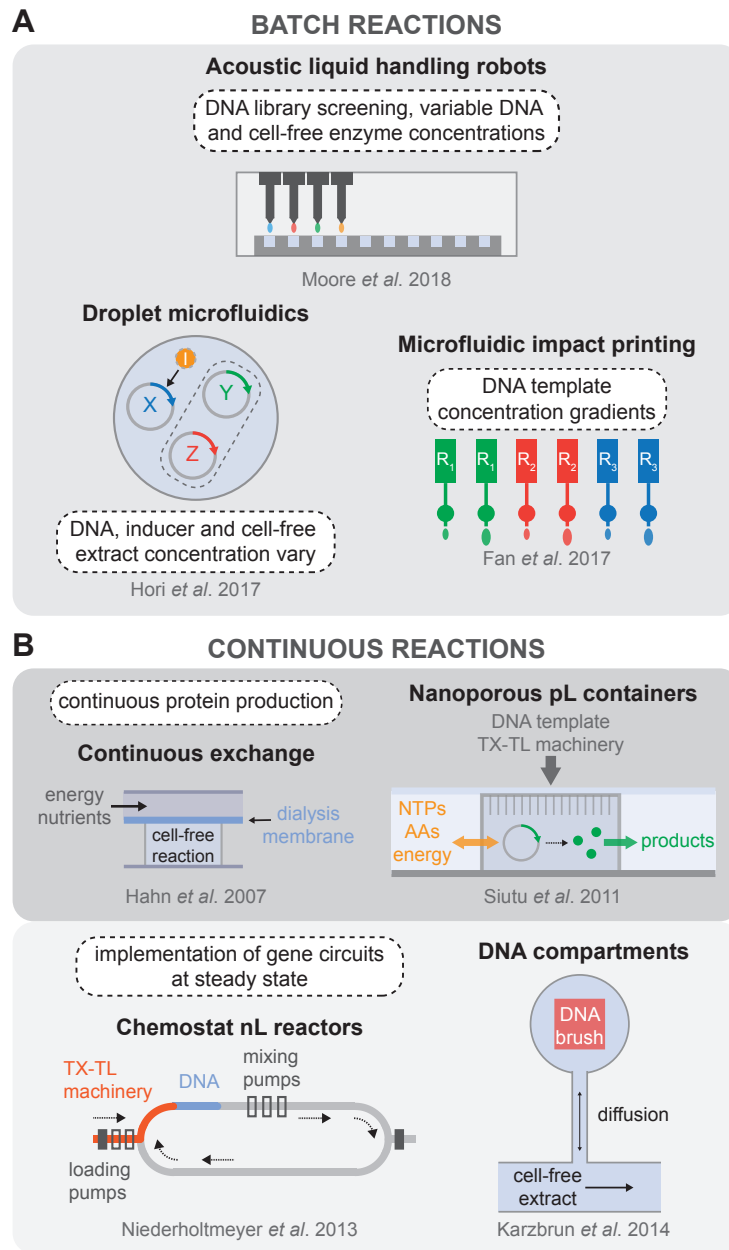 A
BATCH REACTIONS
Acoustic liquid handling robots
DNA library screening, variable DNA
and cell-free enzyme concentrations
Moore et al. 2018
Droplet microfluidics
I
X
Y
Z
DNA, inducer and cell-free
extract concentration vary
Hori et al. 2017
Microfluidic impact printing
DNA template
concentration gradients
R₁ R₁ R₂ R₂ R₃ R₃
Fan et al. 2017
B
CONTINUOUS REACTIONS
continuous protein production
Continuous exchange
energy
nutrients
cell-free
reaction
dialysis
membrane
Hahn et al. 2007
Nanoporous pL containers
DNA template
TX-TL machinery
NTPs
AAs
energy
products
Siutu et al. 2011
implementation of gene circuits
at steady state
Chemostat nL reactors
TX-TL
machinery
DNA
mixing
pumps
loading
pumps
Niederholtmeyer et al. 2013
DNA compartments
DNA
brush
diffusion
cell-free
extract
Karzbrun et al. 2014